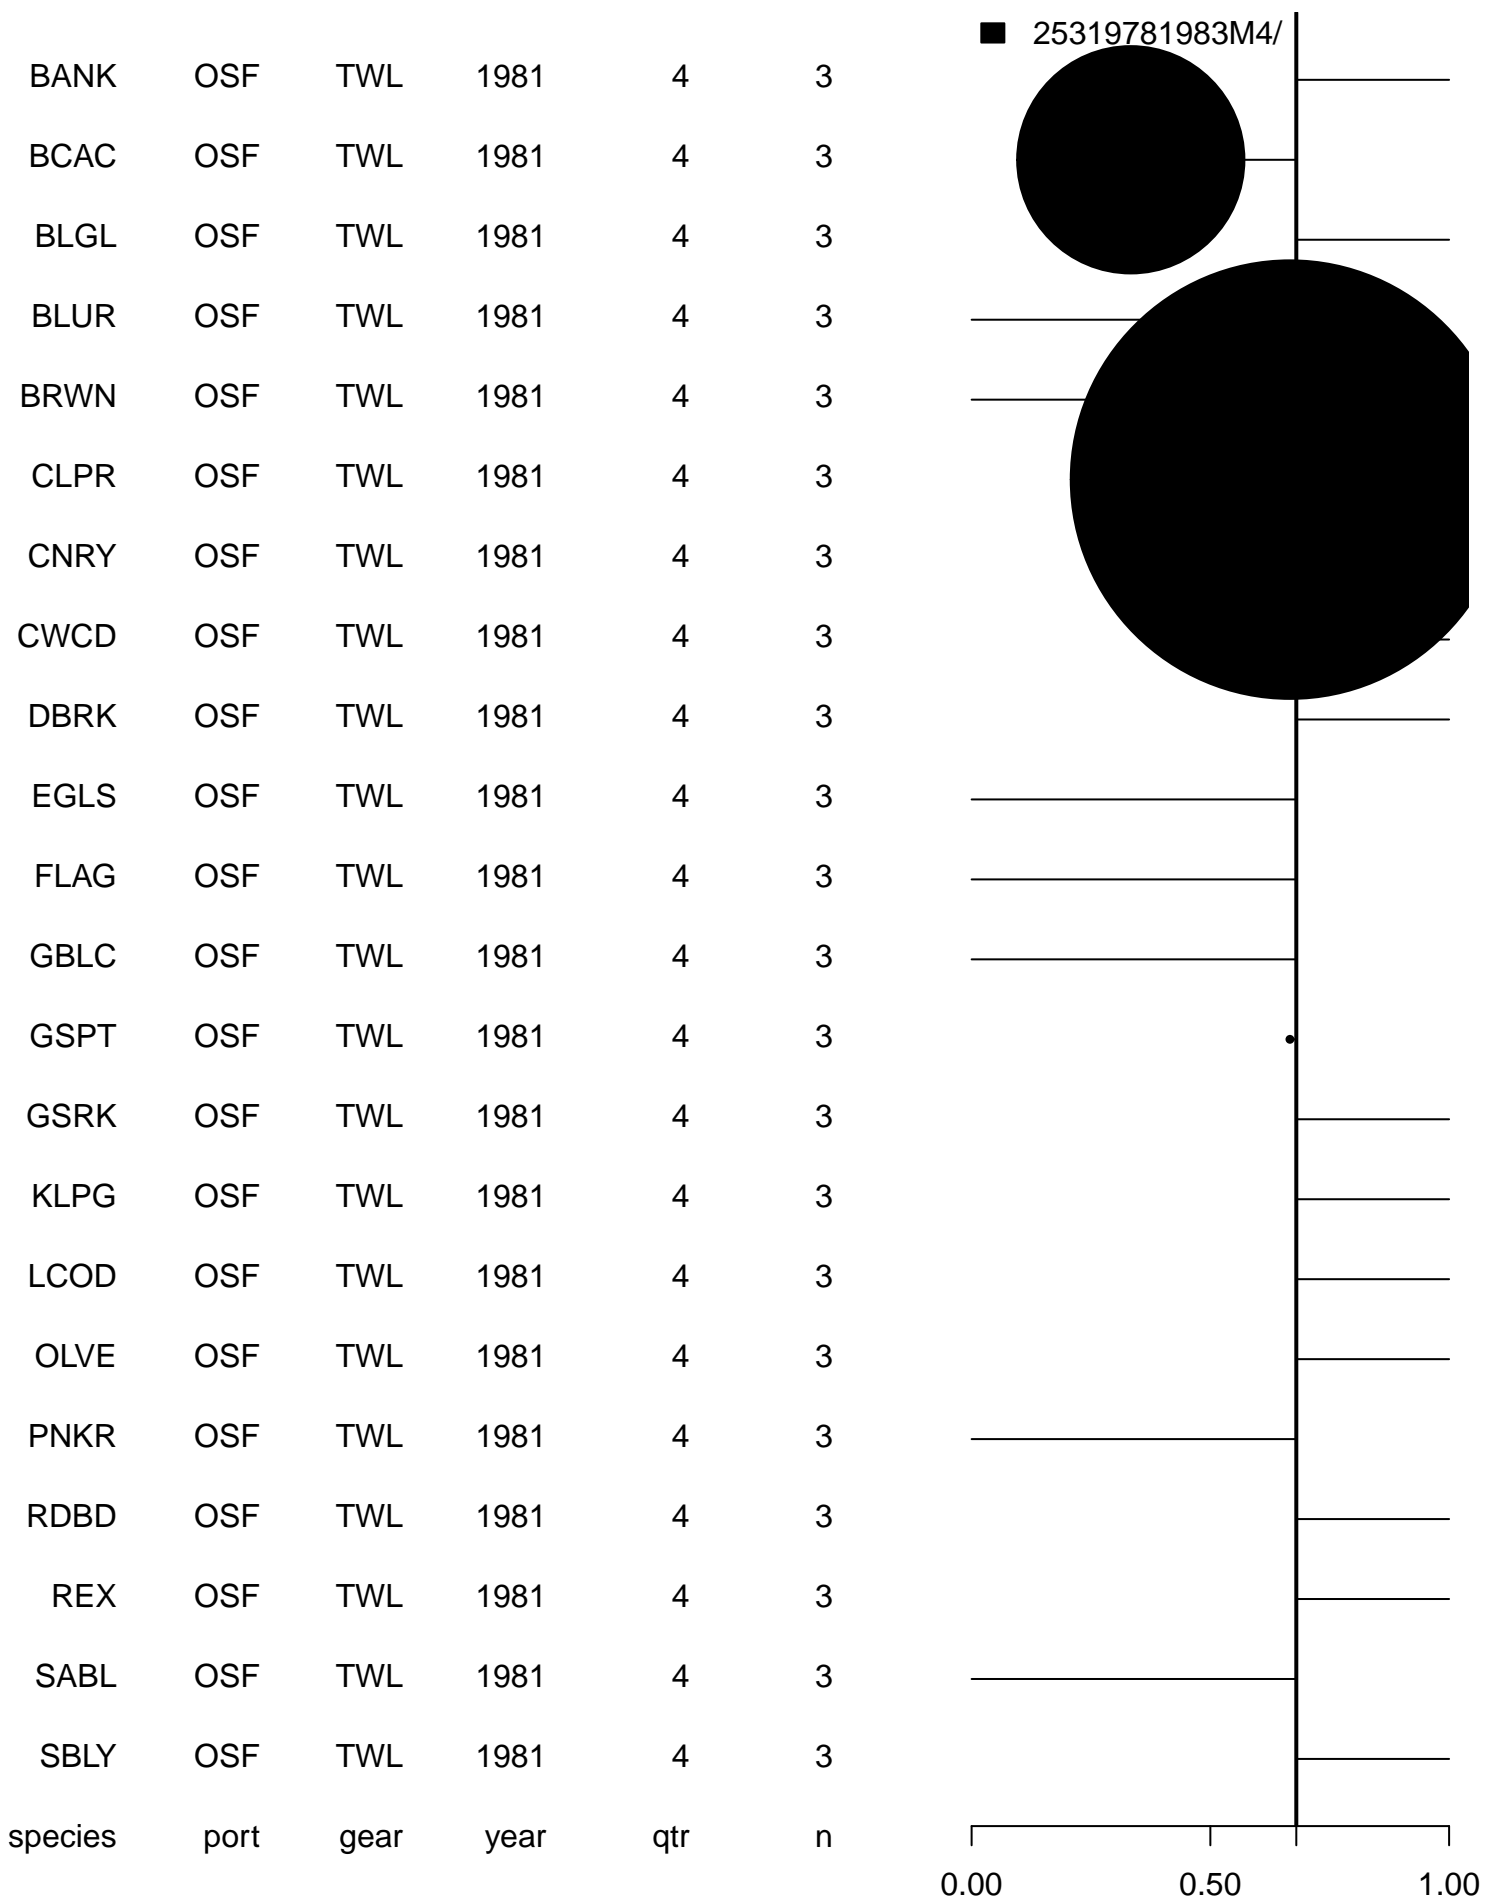 25319781983M4/
BANK OSF TWL 1981 4 3
BCAC OSF TWL 1981 4 3
BLGL OSF TWL 1981 4 3
BLUR OSF TWL 1981 4 3
BRWN OSF TWL 1981 4 3
CLPR OSF TWL 1981 4 3
CNRY OSF TWL 1981 4 3
CWCD OSF TWL 1981 4 3
DBRK OSF TWL 1981 4 3
EGLS OSF TWL 1981 4 3
FLAG OSF TWL 1981 4 3
GBLC OSF TWL 1981 4 3
GSPT OSF TWL 1981 4 3
GSRK OSF TWL 1981 4 3
KLPG OSF TWL 1981 4 3
LCOD OSF TWL 1981 4 3
OLVE OSF TWL 1981 4 3
PNKR OSF TWL 1981 4 3
RDBD OSF TWL 1981 4 3
REX OSF TWL 1981 4 3
SABL OSF TWL 1981 4 3
SBLY OSF TWL 1981 4 3
species port gear year qtr n
0.00 0.50 1.00